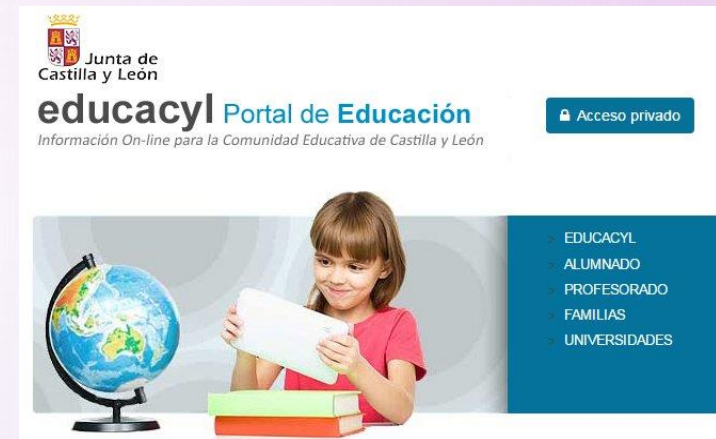 Junta de
Castilla y León
educacyl Portal de Educación
Información On-line para la Comunidad Educativa de Castilla y León
Acceso privado
> EDUCACYL
> ALUMNADO
> PROFESORADO
> FAMILIAS
> UNIVERSIDADES